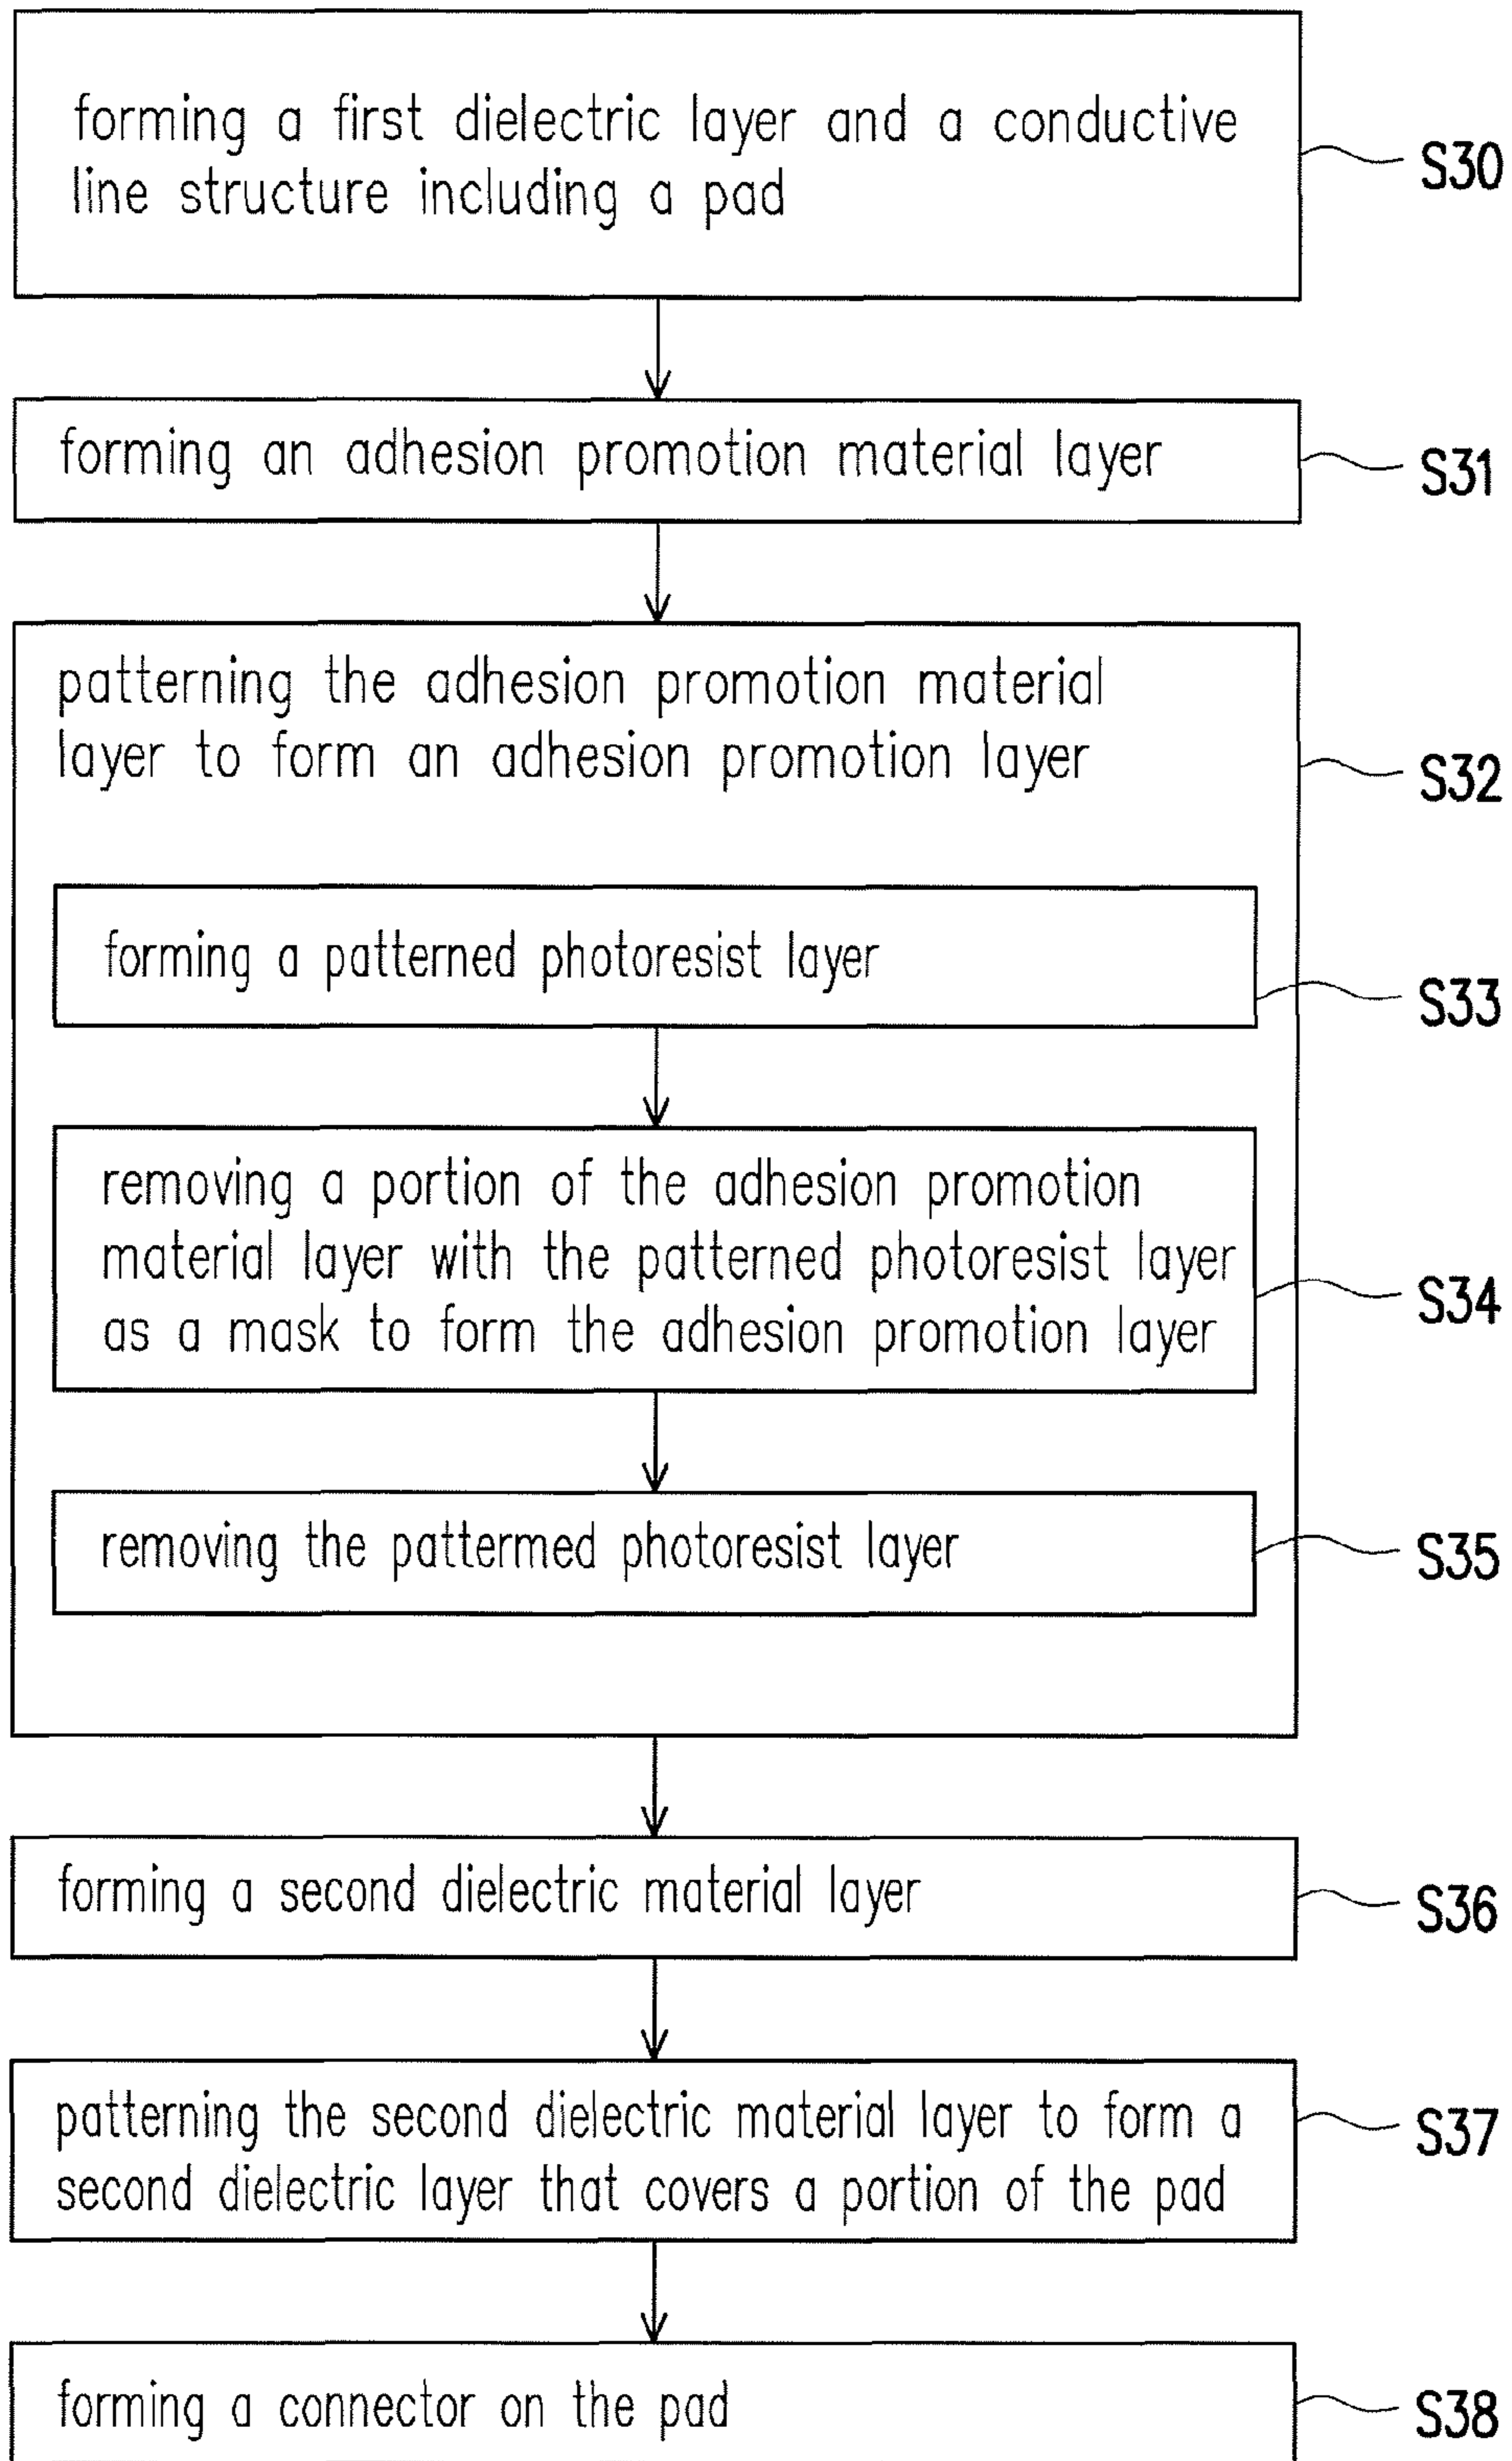 forming a first dielectric layer and a conductive
line structure including a pad
S30
forming an adhesion promotion material layer
S31
patterning the adhesion promotion material
layer to form an adhesion promotion layer
S32
forming a patterned photoresist layer
S33
removing a portion of the adhesion promotion
material layer with the patterned photoresist layer
as a mask to form the adhesion promotion layer
S34
removing the pattermed photoresist layer
S35
forming a second dielectric material layer
S36
patterning the second dielectric material layer to form a
second dielectric layer that covers a portion of the pad
S37
forming a connector on the pad
S38